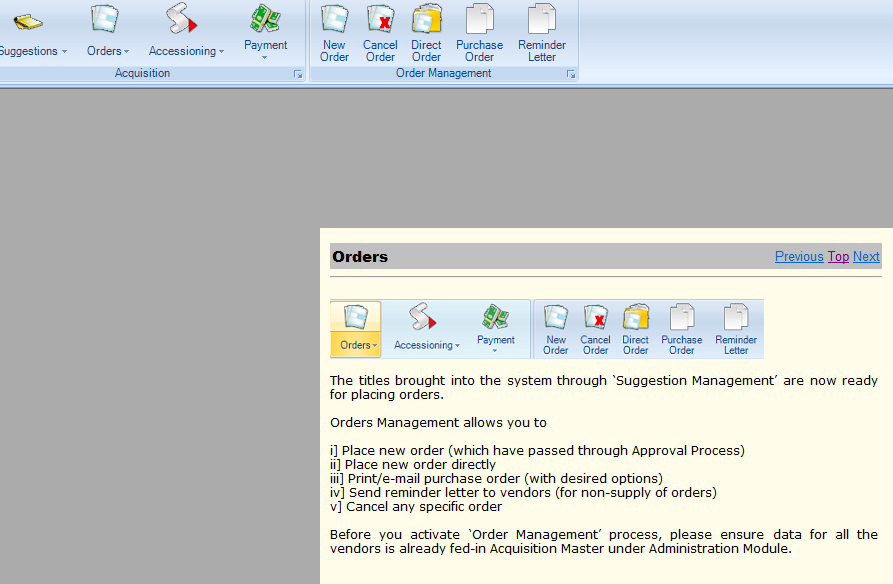 Suggestions Orders Accessioning Payment New Order Cancel Order Direct Order Purchase Order Reminder Letter
Acquisition Order Management
Orders Previous Top Next
Orders Accessioning Payment New Order Cancel Order Direct Order Purchase Order Reminder Letter
The titles brought into the system through ‘Suggestion Management’ are now ready
for placing orders.
Orders Management allows you to
i] Place new order (which have passed through Approval Process)
ii] Place new order directly
iii] Print/e-mail purchase order (with desired options)
iv] Send reminder letter to vendors (for non-supply of orders)
v] Cancel any specific order
Before you activate ‘Order Management’ process, please ensure data for all the
vendors is already fed-in Acquisition Master under Administration Module.